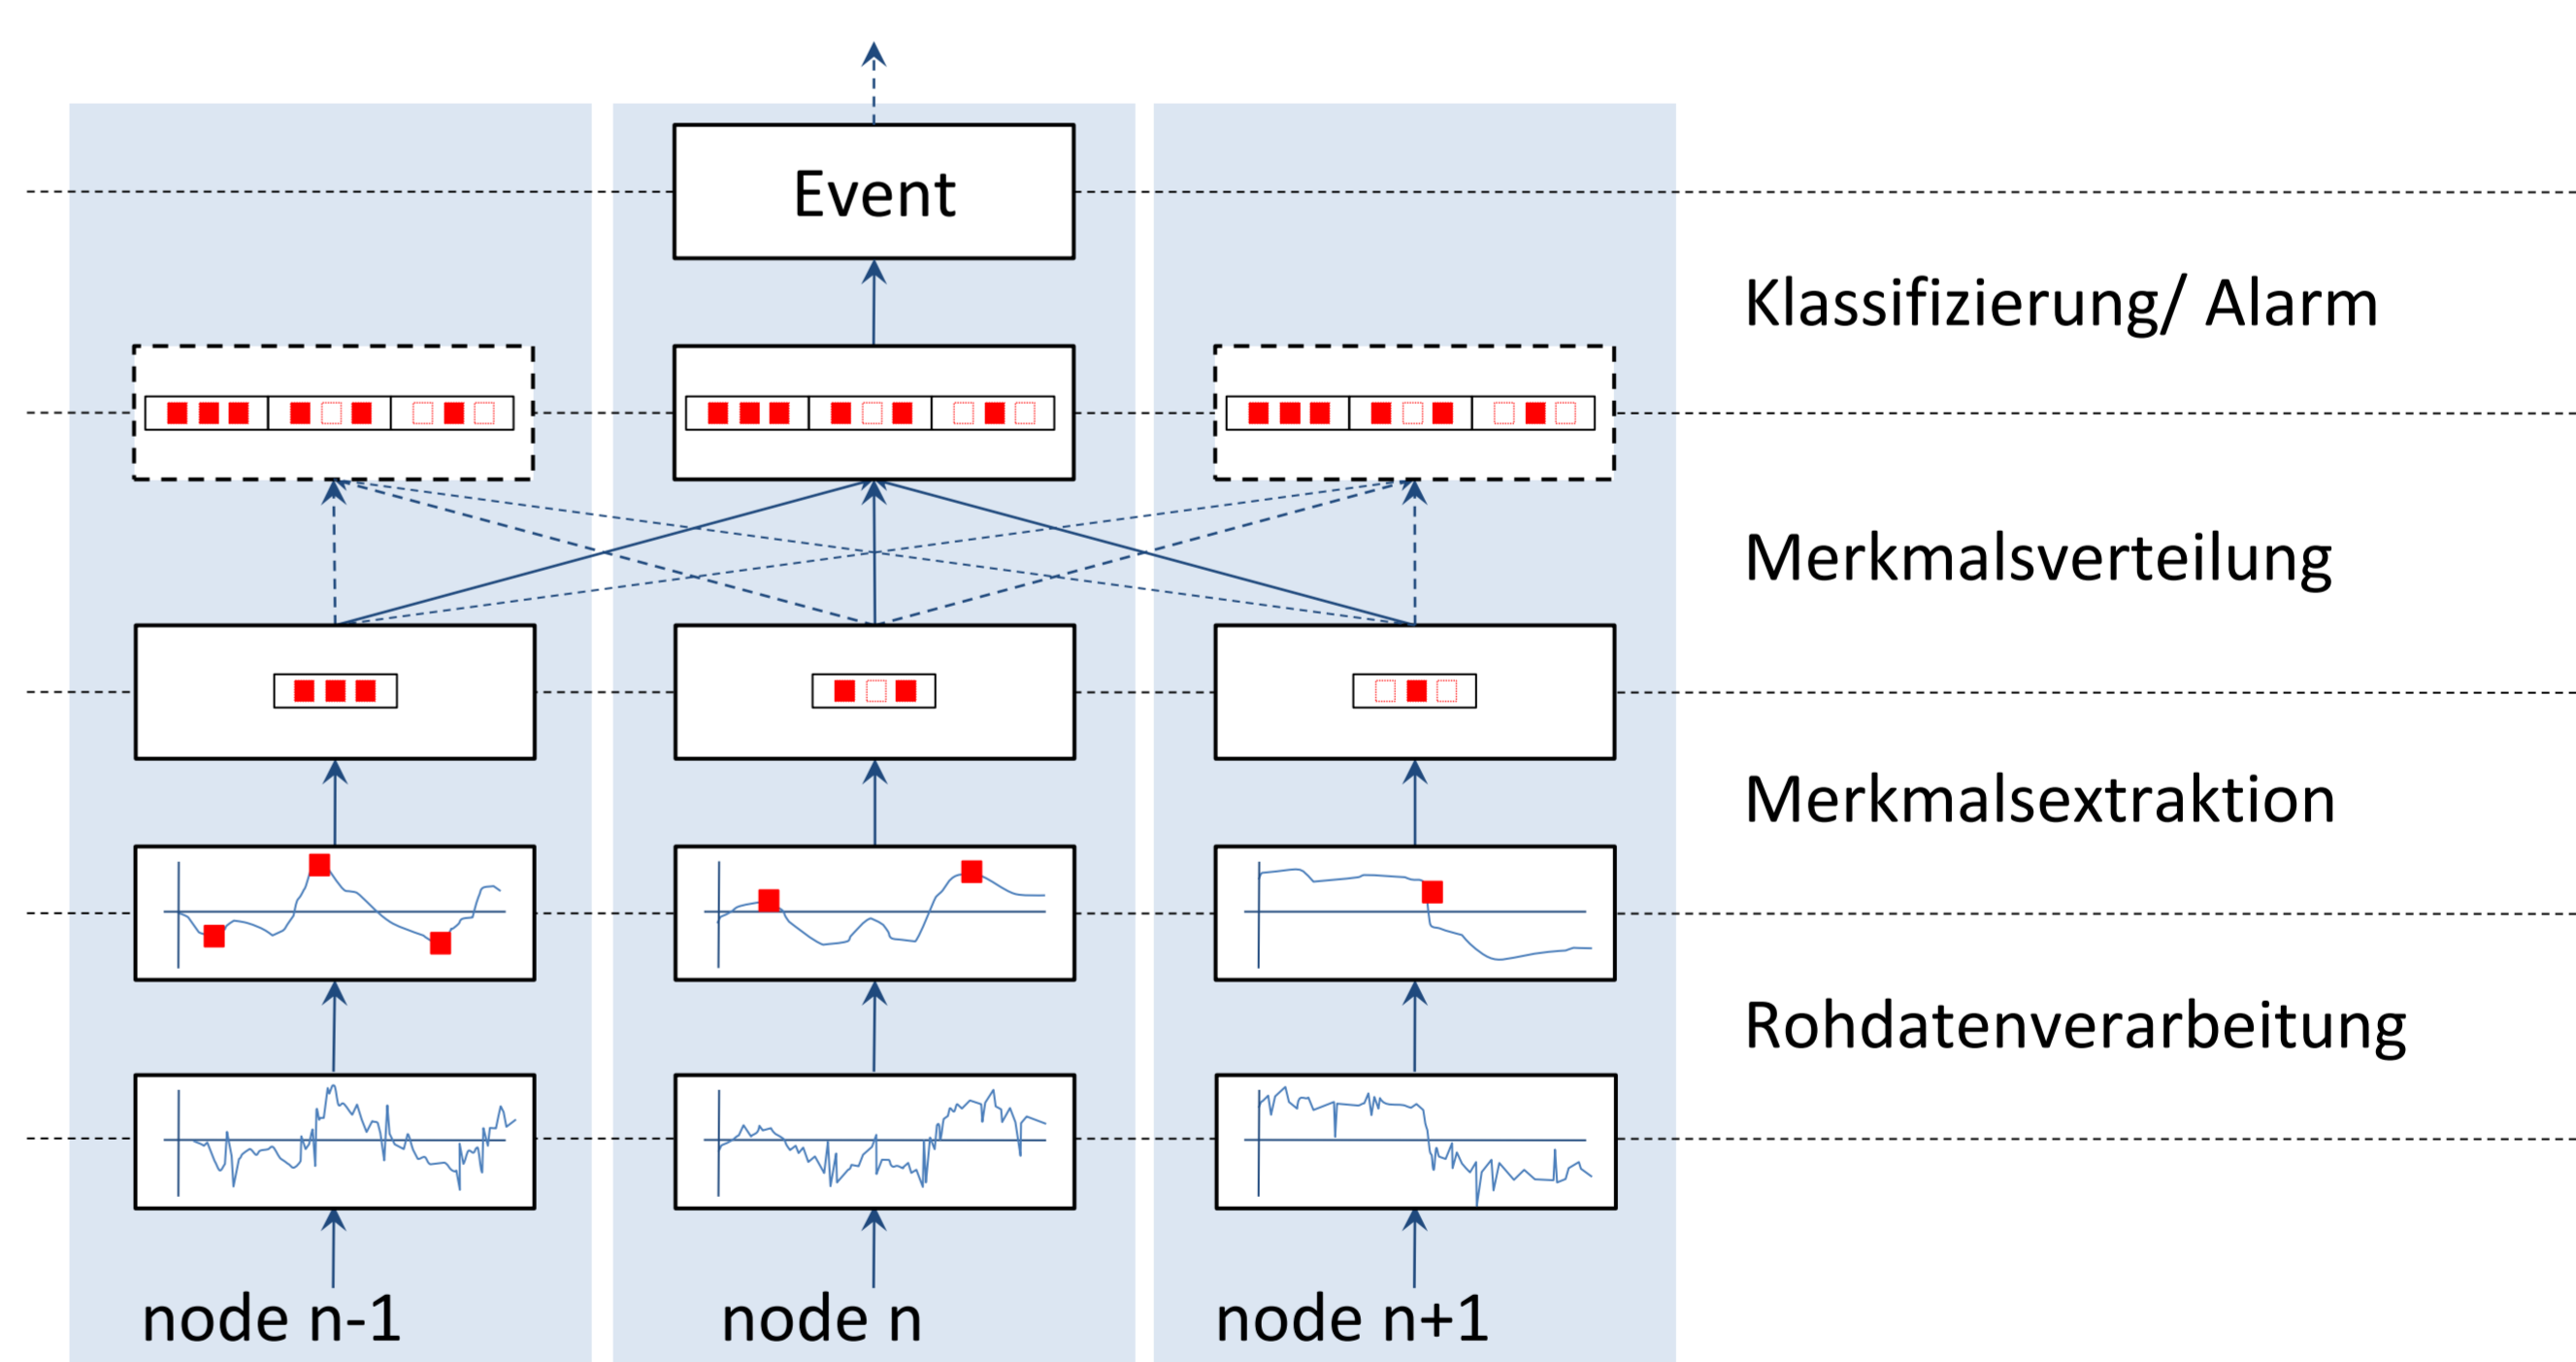 Event
Klassifizierung/ Alarm
Merkmalsverteilung
Merkmalsextraktion
Rohdatenverarbeitung
node n-1
node n
node n+1